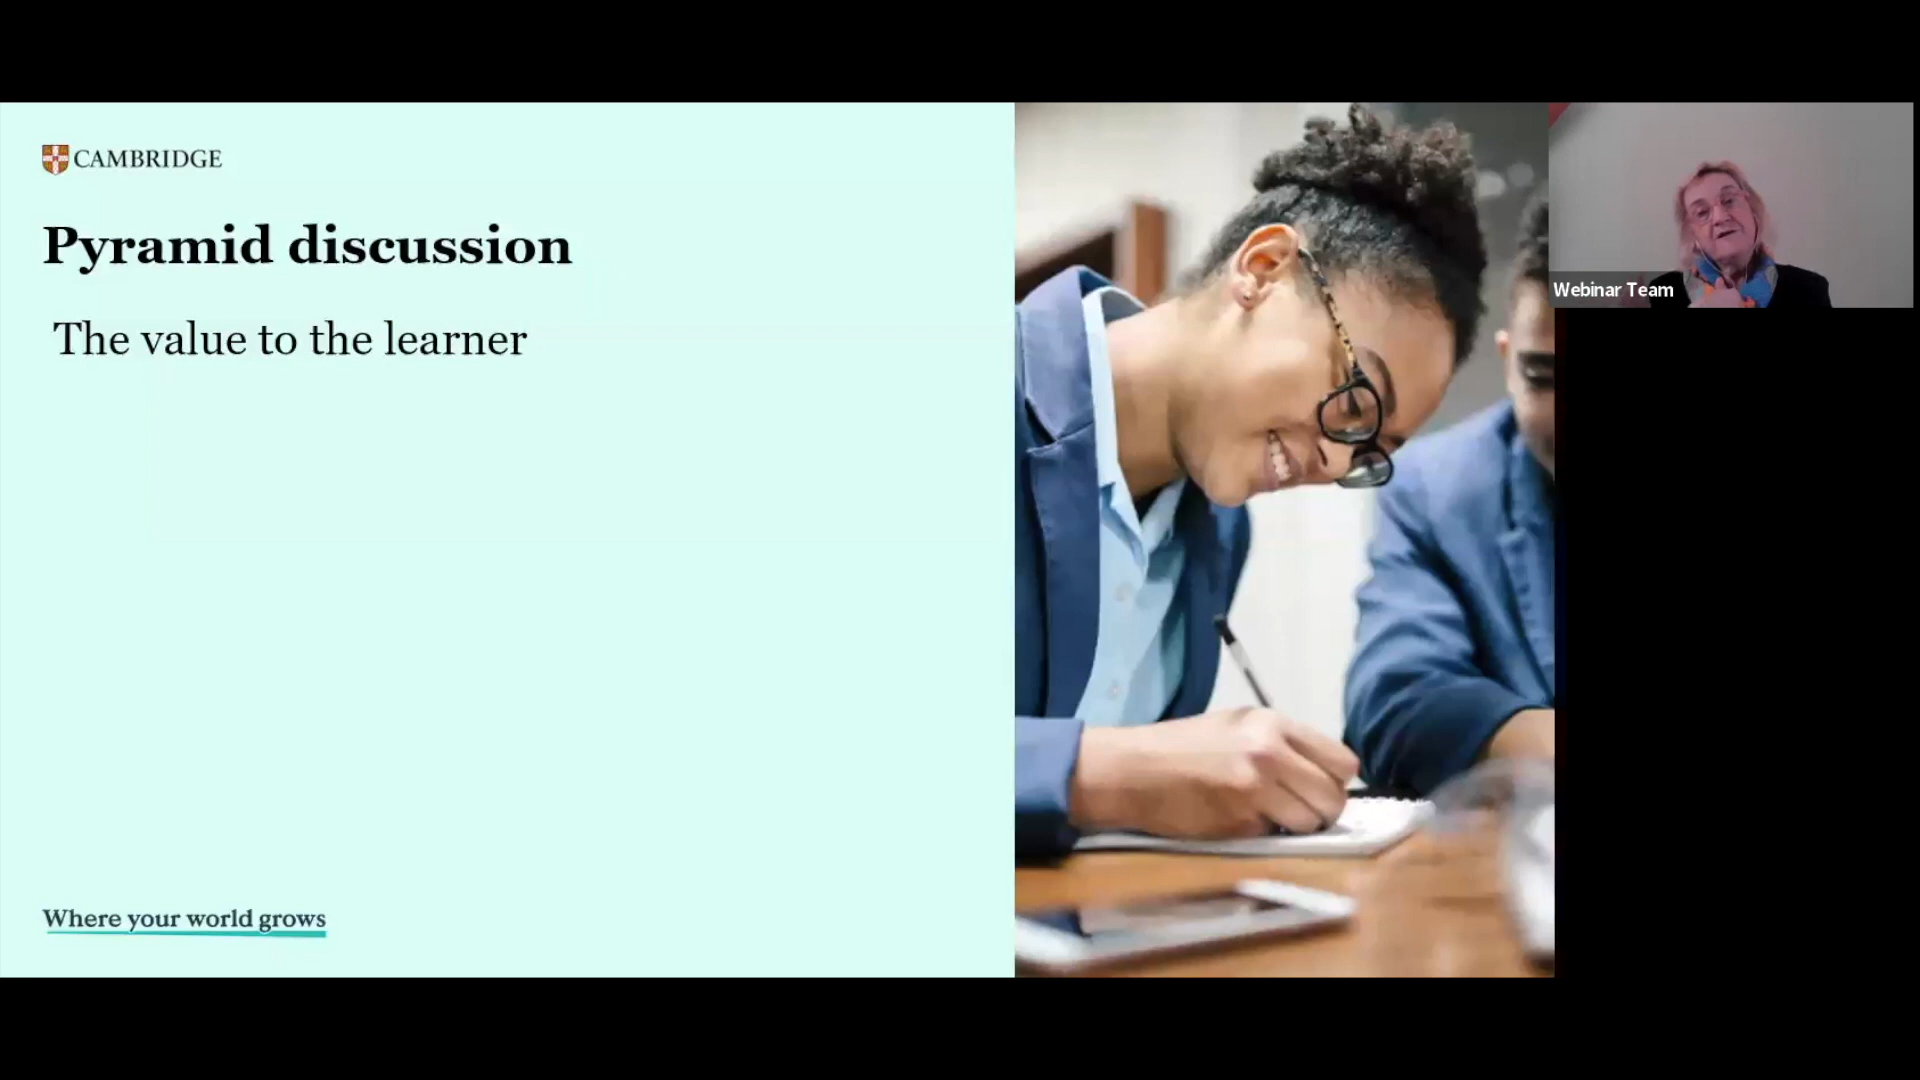 CAMBRIDGE
Pyramid discussion
The value to the learner
Where your world grows
Webinar Team